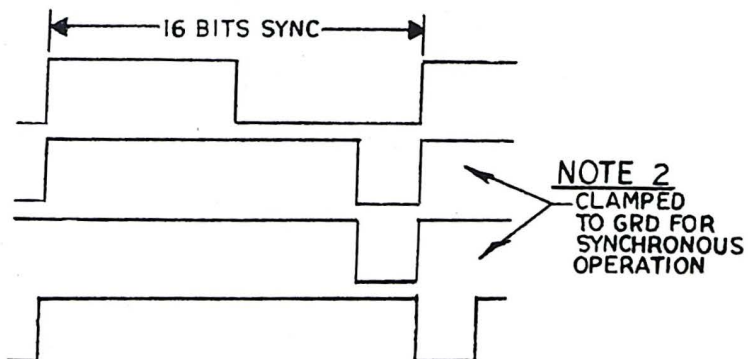 16 BITS SYNC
NOTE 2
CLAMPED
TO GRD FOR
SYNCHRONOUS
OPERATION